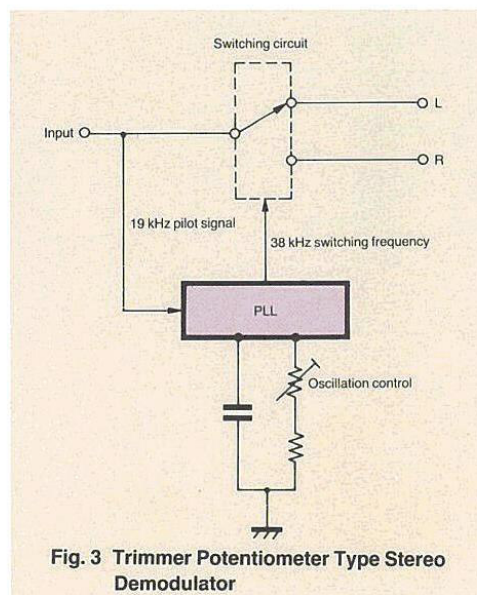 Switching circuit
Input
L
R
19 kHz pilot signal
38 kHz switching frequency
PLL
Oscillation control
Fig. 3 Trimmer Potentiometer Type Stereo
Demodulator